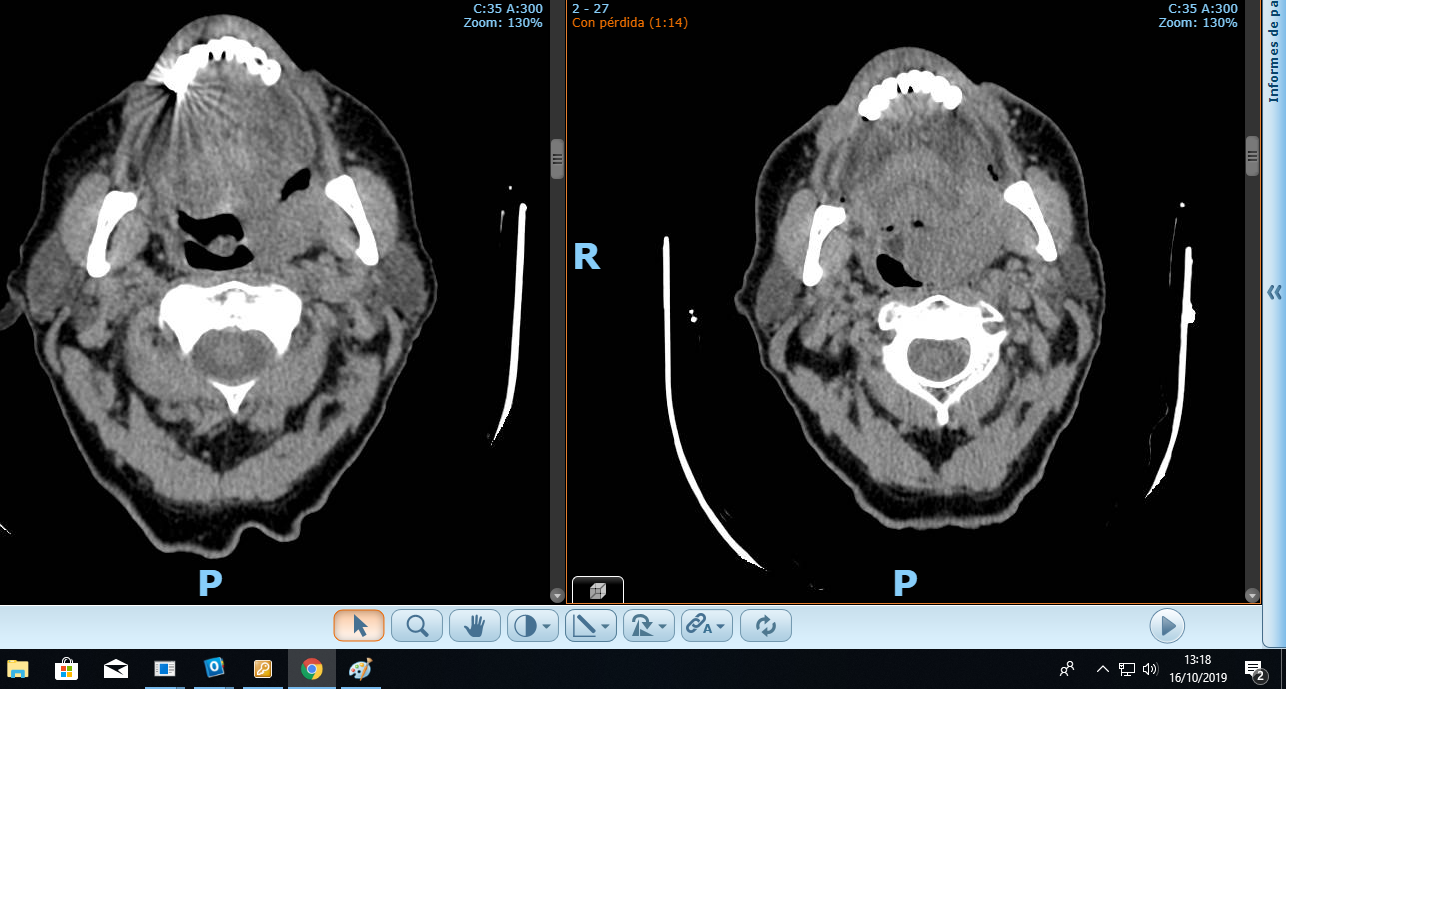 C:35 A:300
Zoom: 130%
P
2 - 27
Con pérdida (1:14)
C:35 A:300
Zoom: 130%
R
P
Informes de pa
A
O
13:18
16/10/2019
2